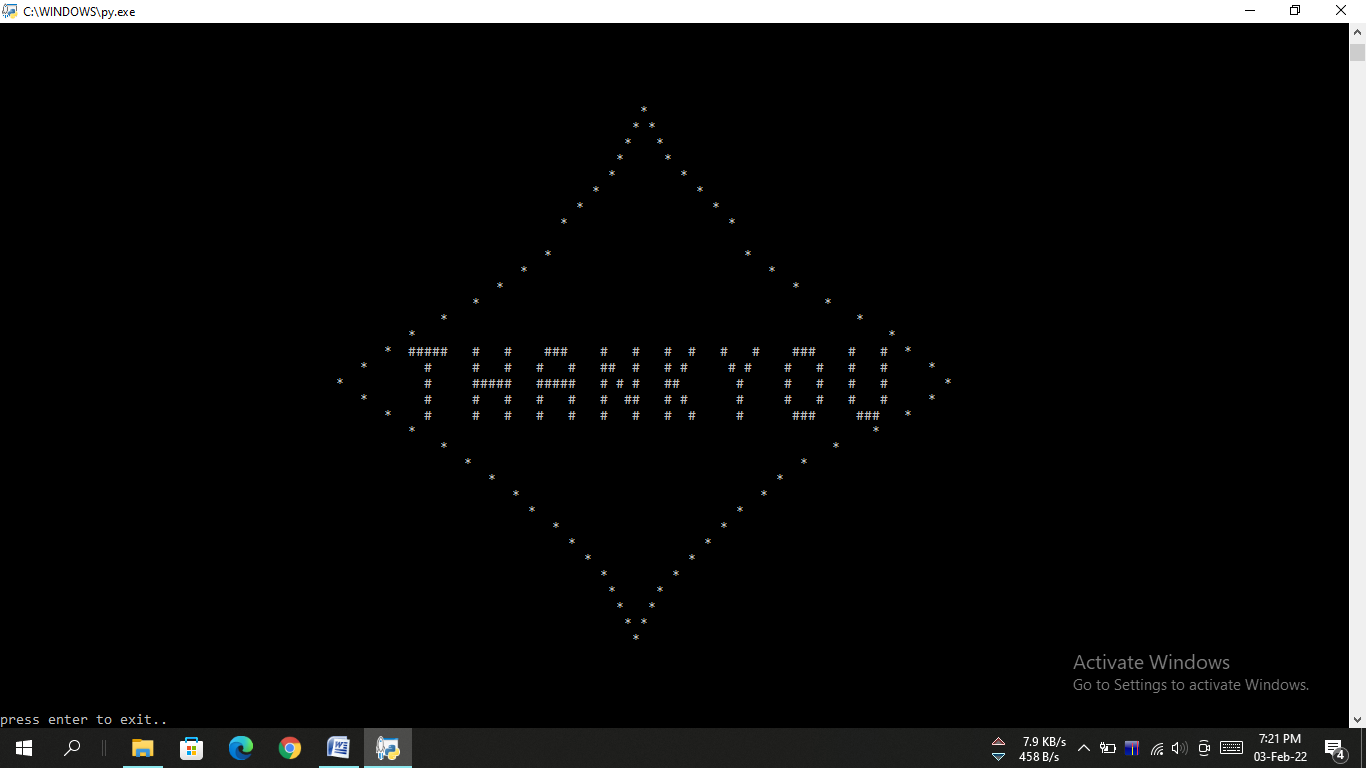 C:\WINDOWS\py.exe
THANK YOU
Activate Windows
Go to Settings to activate Windows.
press enter to exit..
7.9 KB/s
458 B/s
7:21 PM
03-Feb-22
4